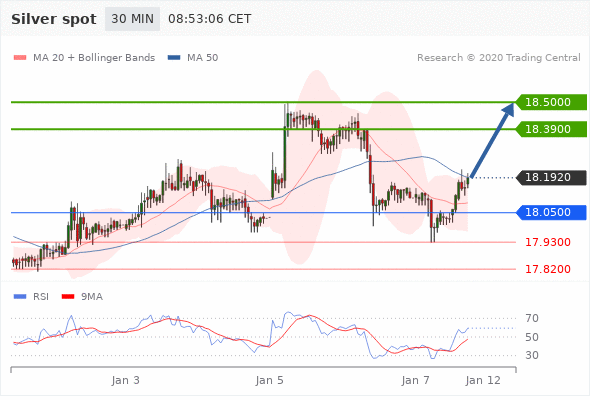 Silver spot 30 MIN 08:53:06 CET
MA 20 + Bollinger Bands MA 50 Research © 2020 Trading Central
18.5000
18.3900
18.1920
18.0500
17.9300
17.8200
RSI 9MA
70
50
30
Jan 3 Jan 5 Jan 7 Jan 12